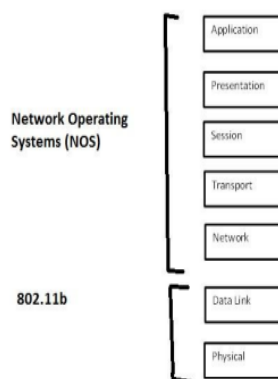 Application
Presentation
Network Operating
Systems (NOS)
Session
Transport
Network
802.11b
Data Link
Physical